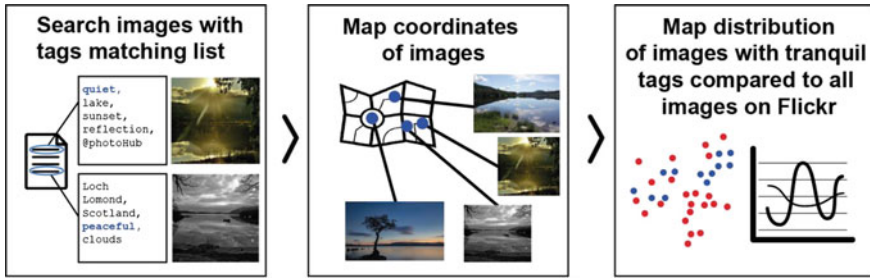 Search images with
tags matching list
quiet,
lake,
sunset,
reflection,
@photoHub
Loch
Lomond,
Scotland,
peaceful,
clouds
Map coordinates
of images
Map distribution
of images with tranquil
tags compared to all
images on Flickr